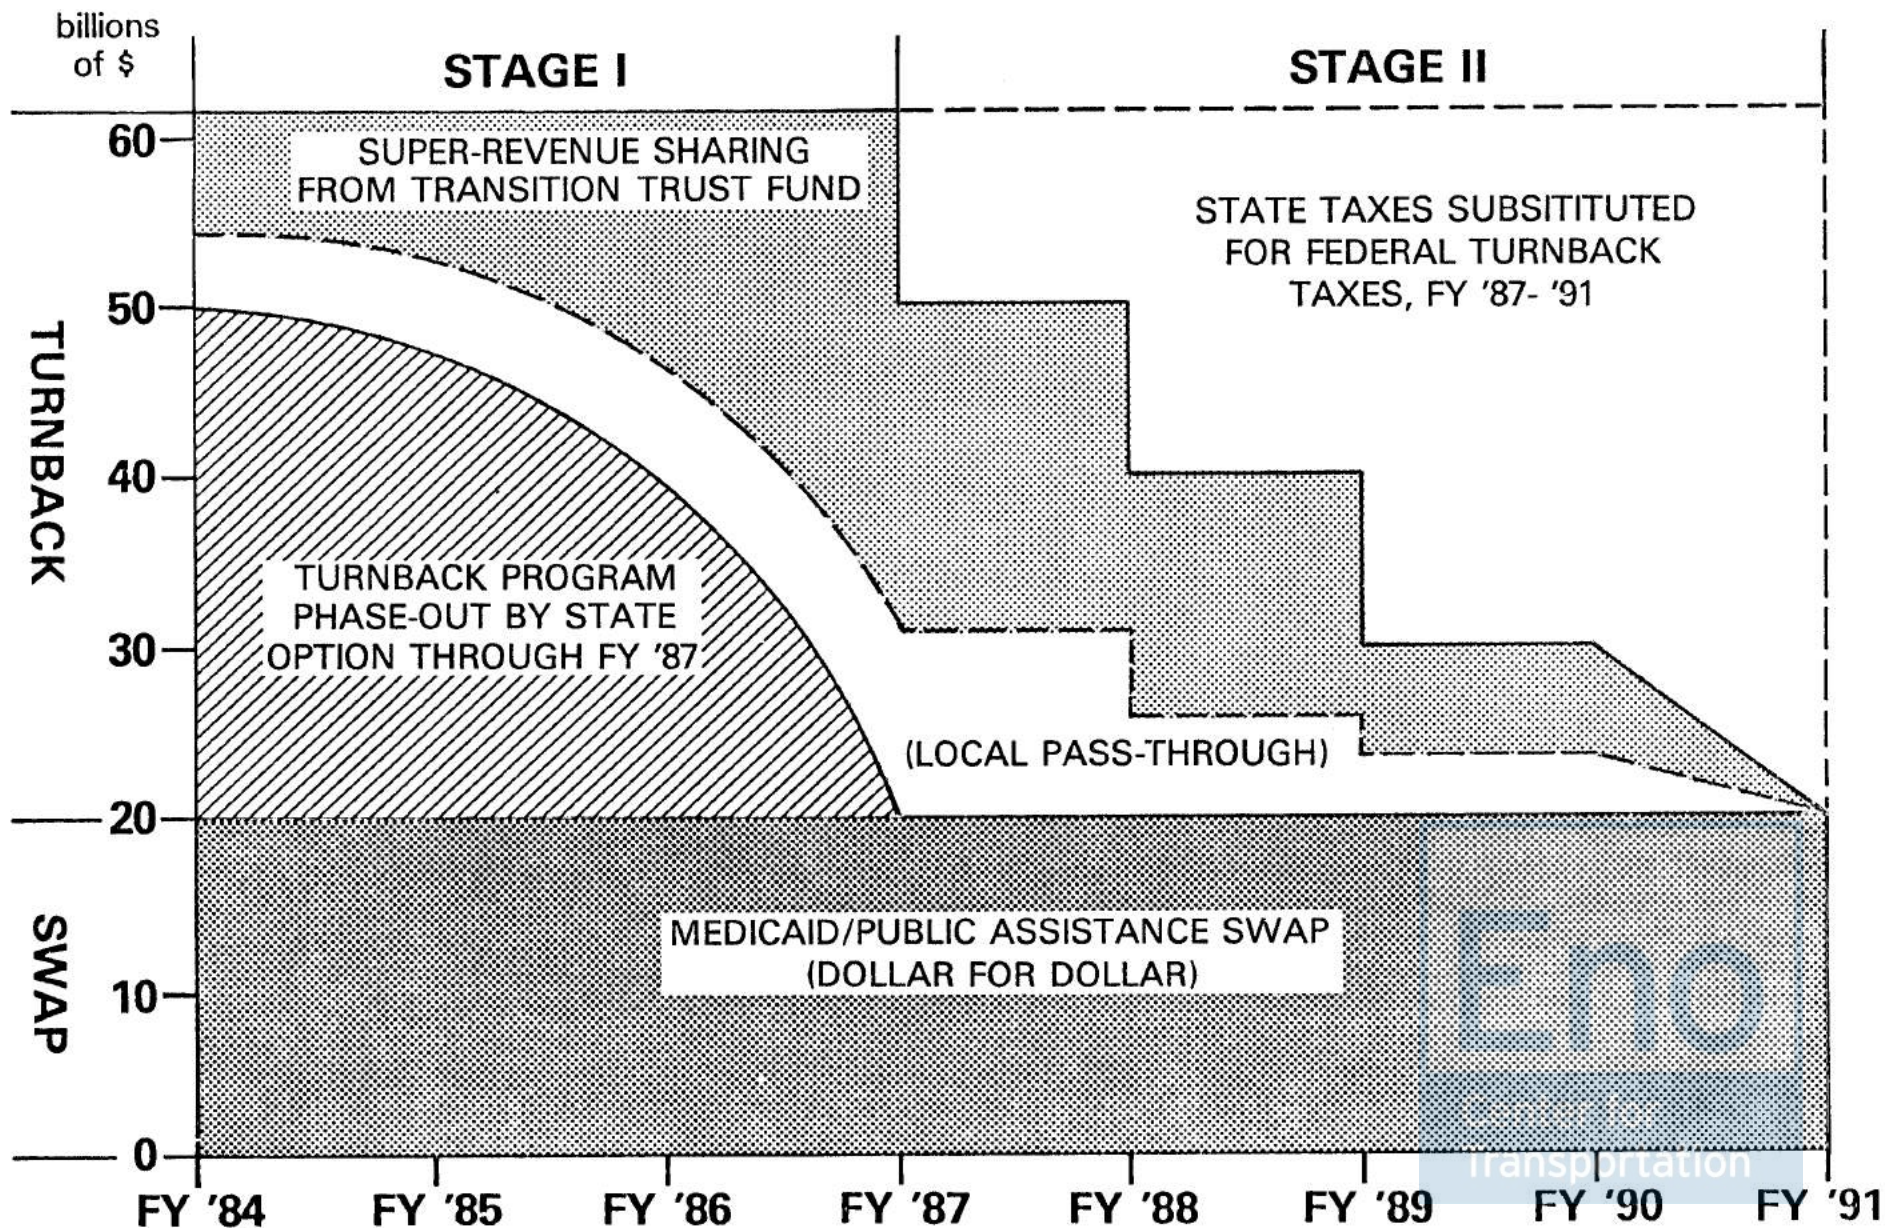 billions
of $
STAGE I
STAGE II
60
SUPER-REVENUE SHARING
FROM TRANSITION TRUST FUND
STATE TAXES SUBSITITUTED
FOR FEDERAL TURNBACK
TAXES, FY '87- '91
50
TURNBACK
40
TURNBACK PROGRAM
PHASE-OUT BY STATE
OPTION THROUGH FY '87
30
(LOCAL PASS-THROUGH)
20
SWAP
MEDICAID/PUBLIC ASSISTANCE SWAP
(DOLLAR FOR DOLLAR)
10
0
Eno
Center for
Transportation
FY '84
FY '85
FY '86
FY '87
FY '88
FY '89
FY '90
FY '91